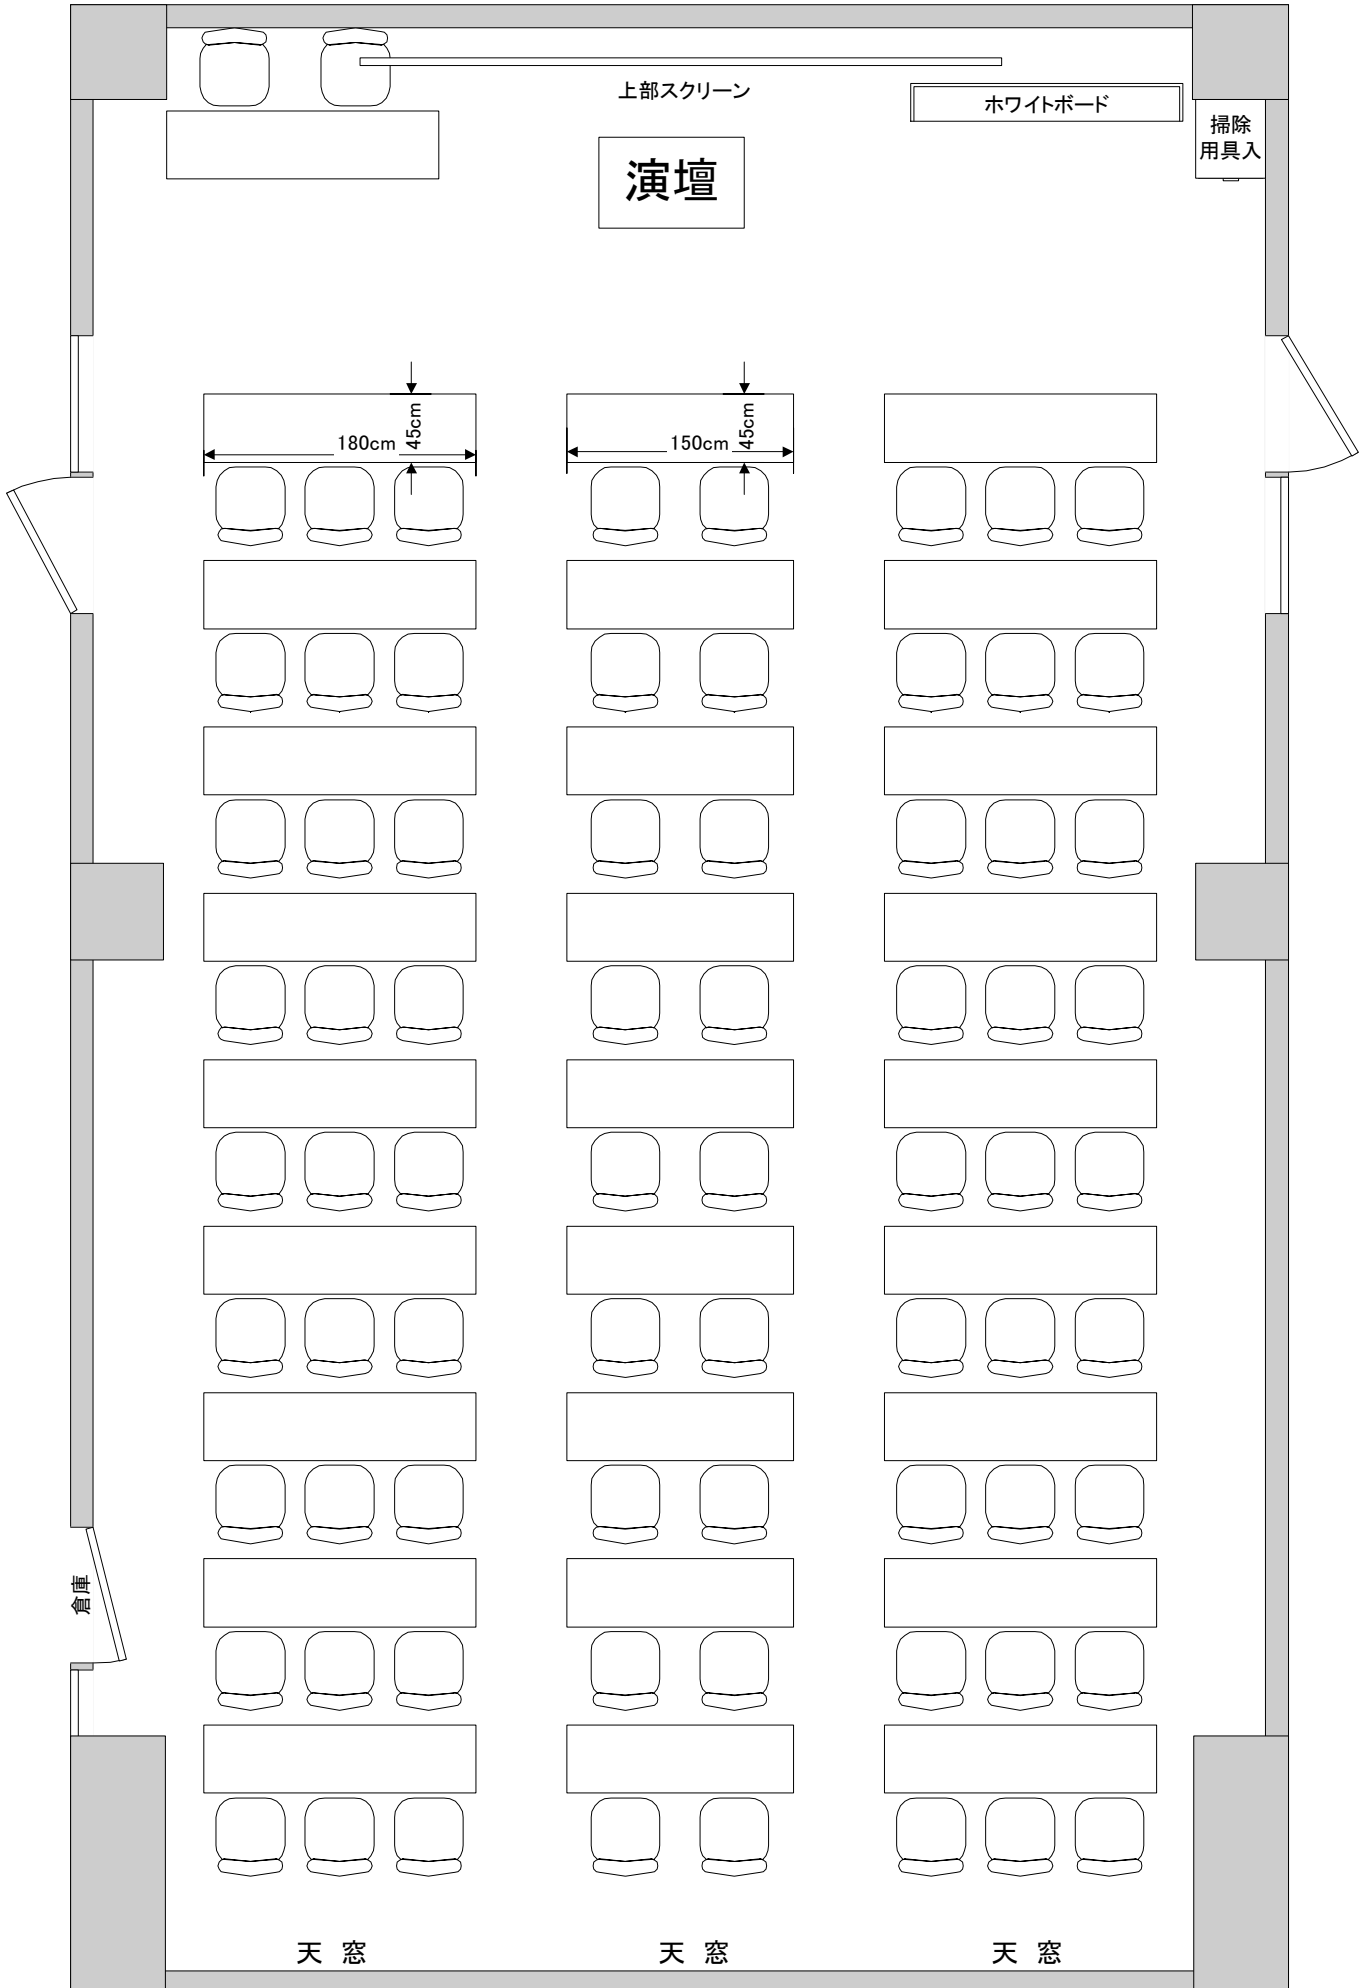 上部スクリーン
ホワイトボード
掃除
用具入
演壇
180cm
45cm
150cm
45cm
倉庫
天 窓
天 窓
天 窓